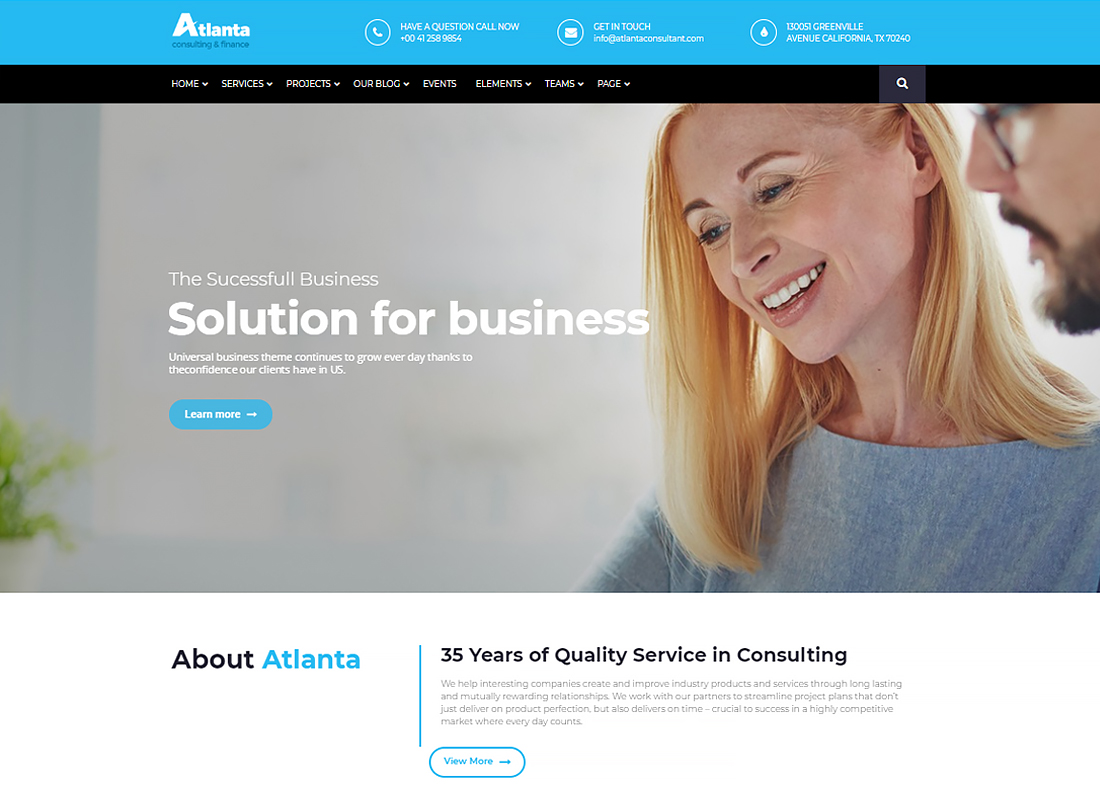 Atlanta
consulting & finance
HAVE A QUESTION CALL NOW
+00 41 258 9854
GET IN TOUCH
info@atlantaconsultant.com
1300S1 GREENVILLE
AVENUE CALIFORNIA, TX 70240
HOME SERVICES PROJECTS OUR BLOG EVENTS ELEMENTS TEAMS PAGE
The Sucessfull Business
Solution for business
Universal business theme continues to grow ever day thanks to
theconfidence our clients have in US.
Learn more →
About Atlanta
35 Years of Quality Service in Consulting
We help interesting companies create and improve industry products and services through long lasting
and mutually rewarding relationships. We work with our partners to streamline project plans that don't
just deliver on product perfection, but also delivers on time – crucial to success in a highly competitive
market where every day counts.
View More →